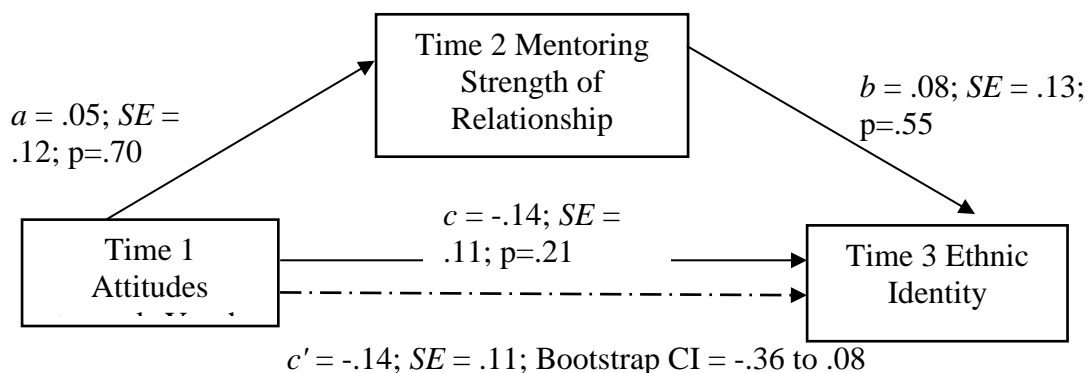 Time 2 Mentoring
Strength of
Relationship
a = .05; SE =
.12; p=.70
b = .08; SE = .13;
p=.55
c = -.14; SE =
.11; p=.21
Time 1
Attitudes
Time 3 Ethnic
Identity
c' = -.14; SE = .11; Bootstrap CI = -.36 to .08